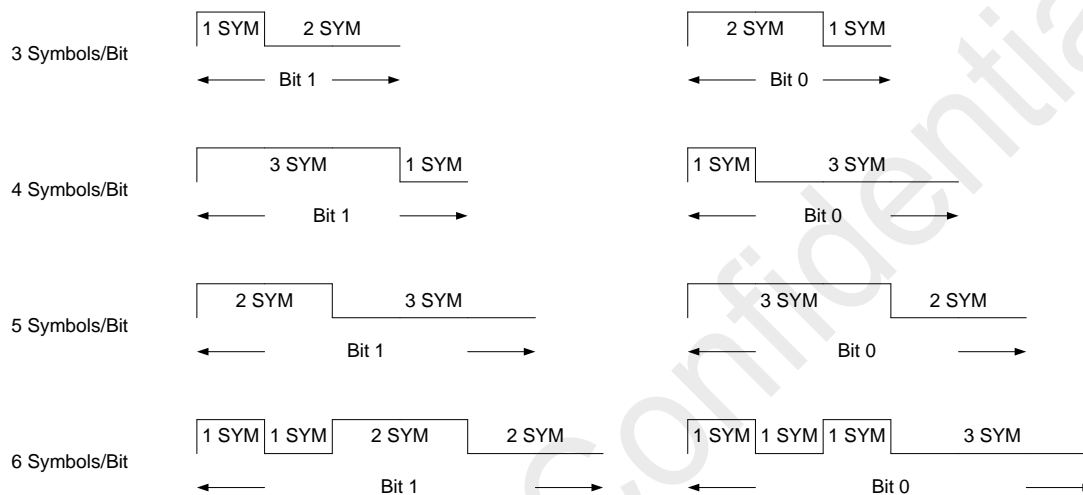 1 SYM 2 SYM 2 SYM 1 SYM
3 Symbols/Bit
Bit 1 Bit 0
3 SYM 1 SYM 1 SYM 3 SYM
4 Symbols/Bit
Bit 1 Bit 0
2 SYM 3 SYM 3 SYM 2 SYM
5 Symbols/Bit
Bit 1 Bit 0
1 SYM 1 SYM 2 SYM 2 SYM 1 SYM 1 SYM 1 SYM 3 SYM
6 Symbols/Bit
Bit 1 Bit 0
Confidentia